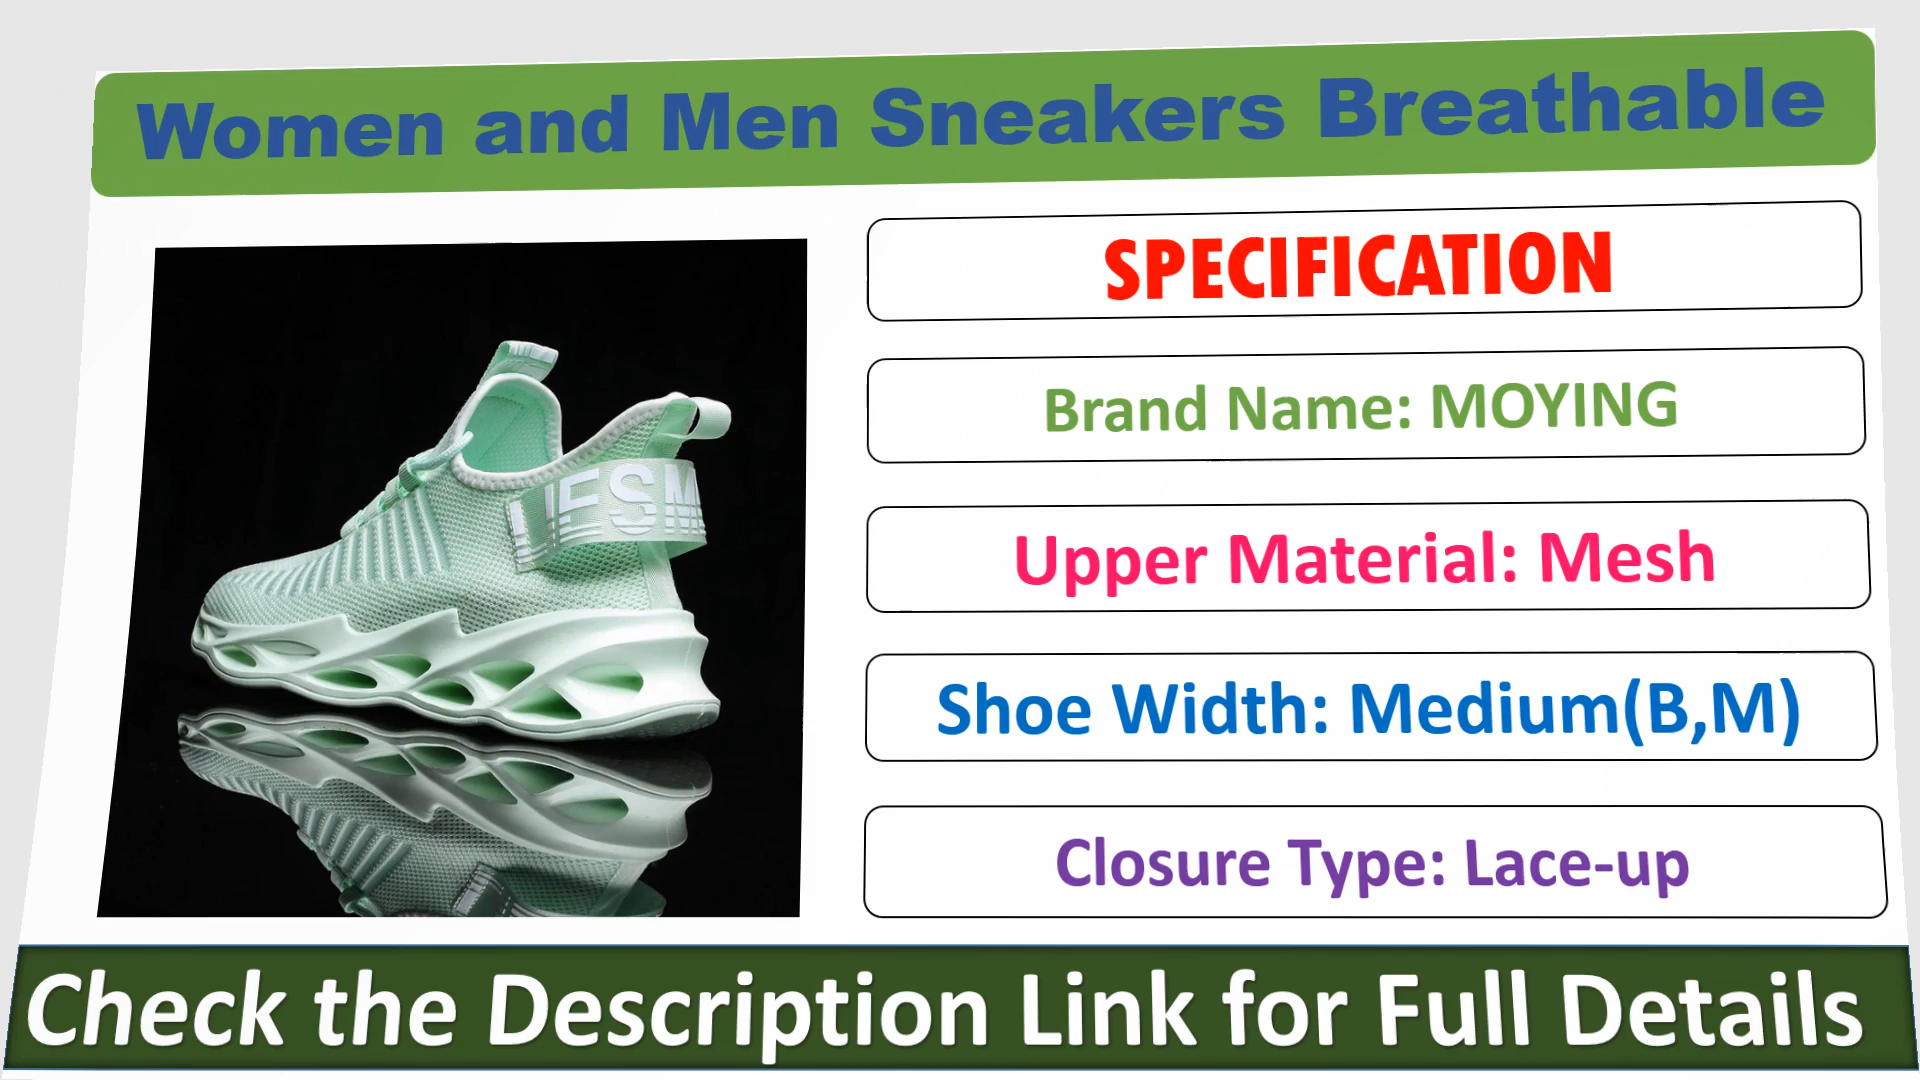 Women and Men Sneakers Breathable
SPECIFICATION
Brand Name: MOYING
Upper Material: Mesh
Shoe Width: Medium(B,M)
Closure Type: Lace-up
Check the Description Link for Full Details